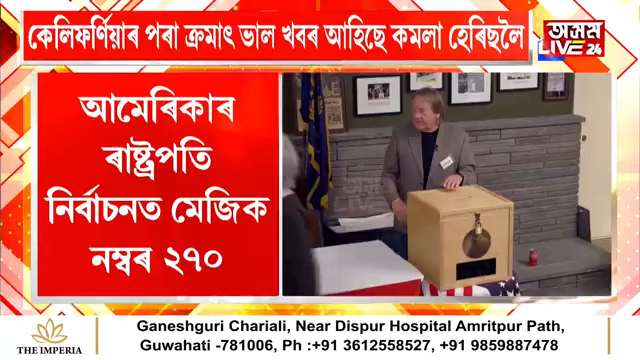 কেলিফৰ্ণিয়াৰ পৰা ক্ৰমাৎ ভাল খবৰ আহিছে কমলা হেৰিছলৈ
অসম
LIVE 24
আমেৰিকাৰ
ৰাষ্ট্ৰপতি
নিৰ্বাচনত মেজিক
নম্বৰ ২৭০
THE IMPERIA
Ganeshguri Chariali, Near Dispur Hospital Amritpur Path,
Guwahati -781006, Ph :+91 3612558527, +91 9859887478